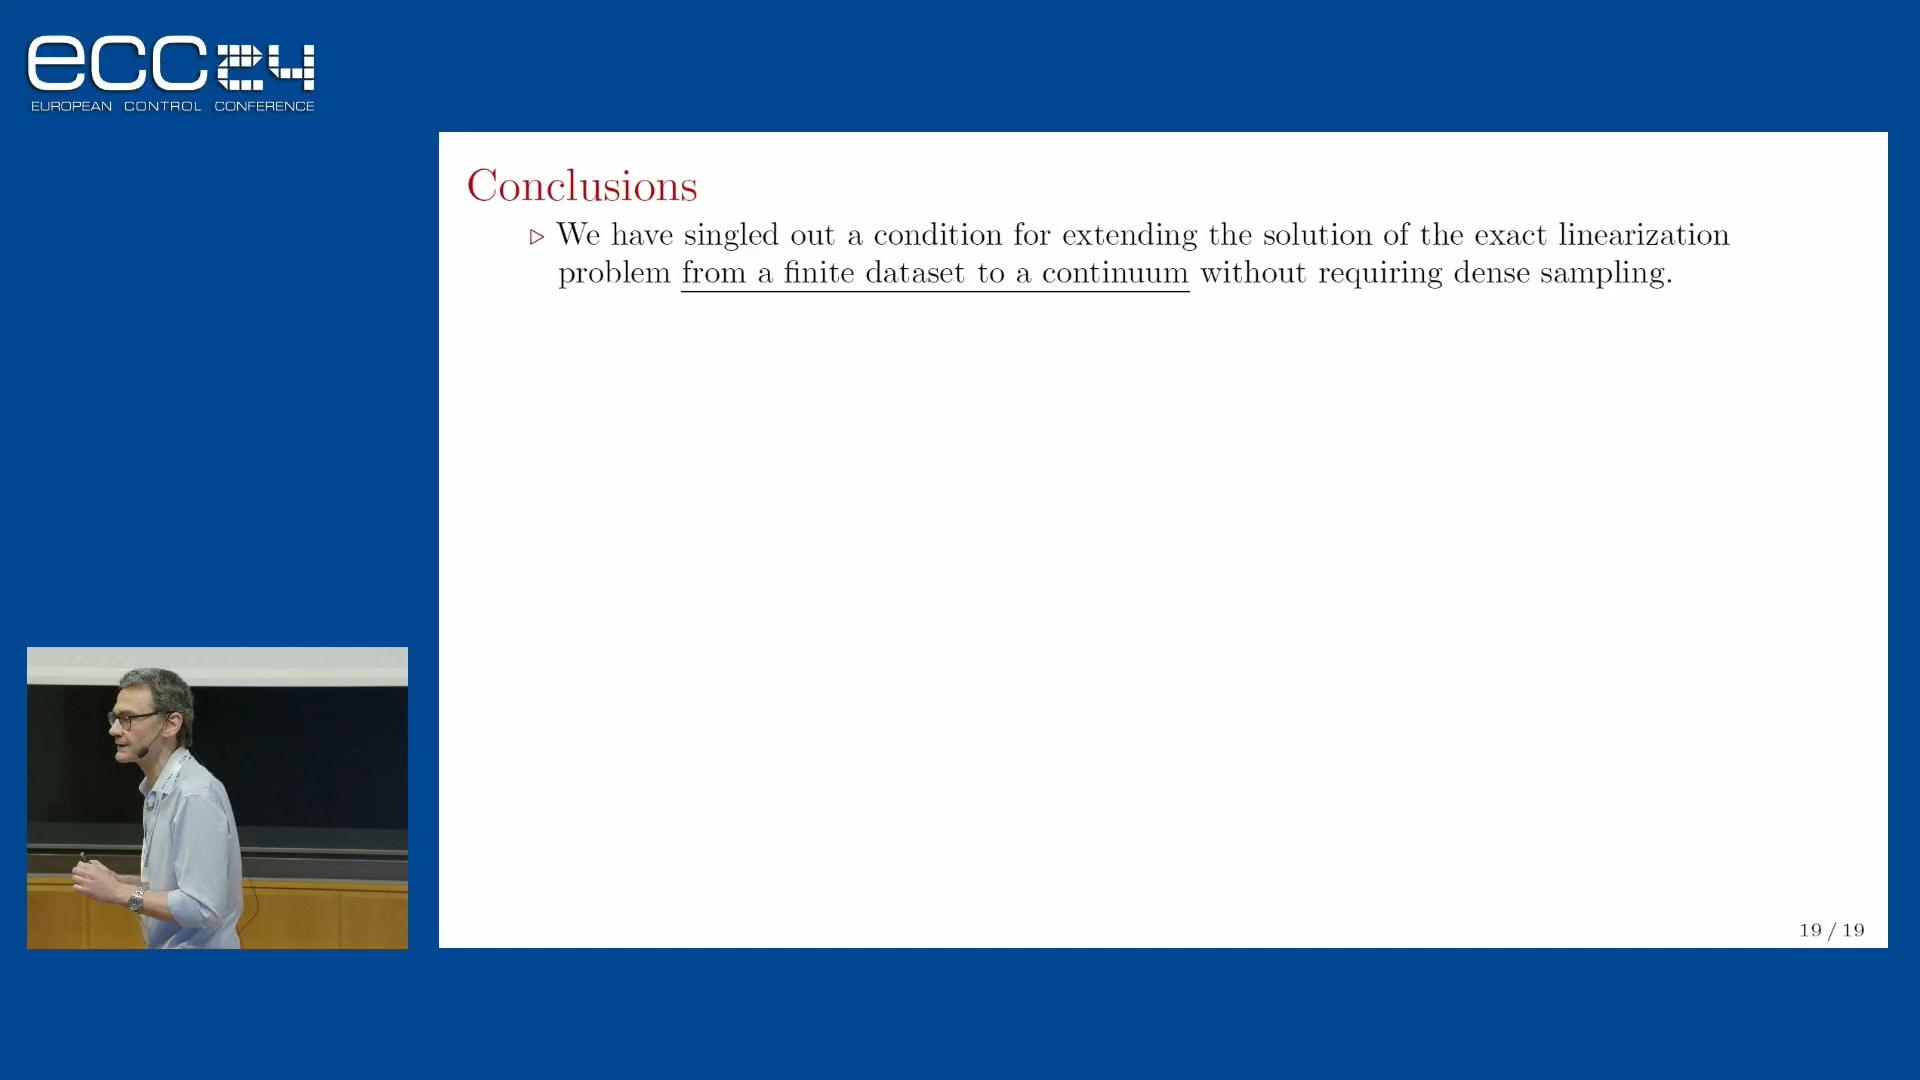 ecc24
EUROPEAN CONTROL CONFERENCE
Conclusions
▷ We have singled out a condition for extending the solution of the exact linearization
problem from a finite dataset to a continuum without requiring dense sampling.
19 / 19